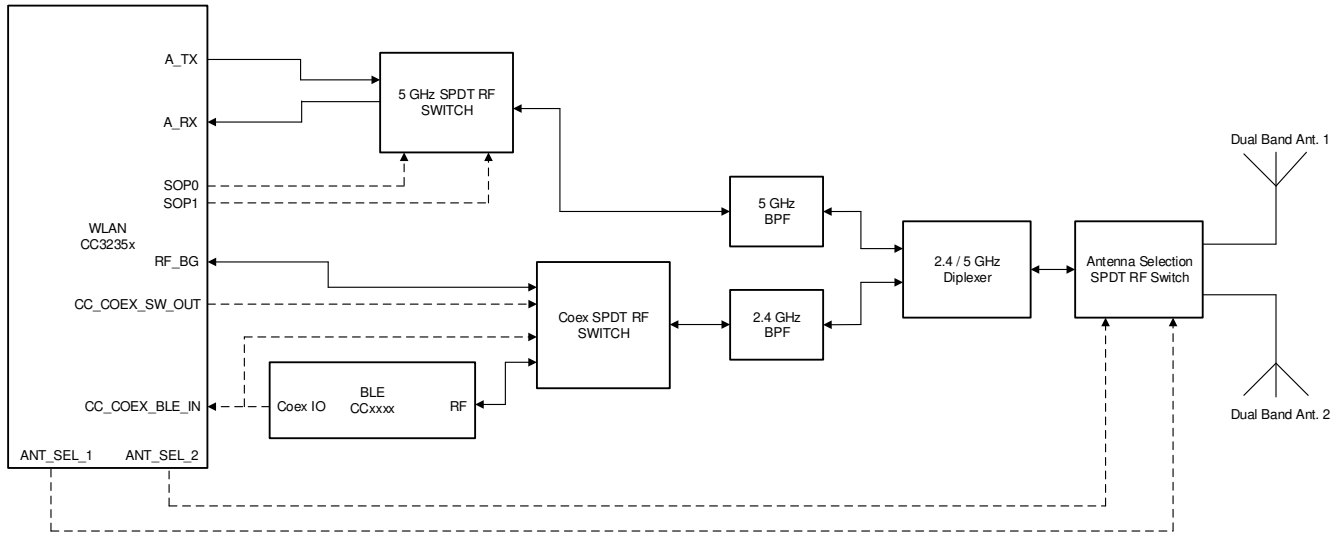 A_TX
A_RX
SOP0
SOP1
WLAN
CC3235x
RF_BG
CC_COEX_SW_OUT
CC_COEX_BLE_IN
ANT_SEL_1
ANT_SEL_2
5 GHz SPDT RF
SWITCH
Coex SPDT RF
SWITCH
Coex IO
BLE
CCxxxx
RF
5 GHz
BPF
2.4 GHz
BPF
2.4 / 5 GHz
Diplexer
Antenna Selection
SPDT RF Switch
Dual Band Ant. 1
Dual Band Ant. 2